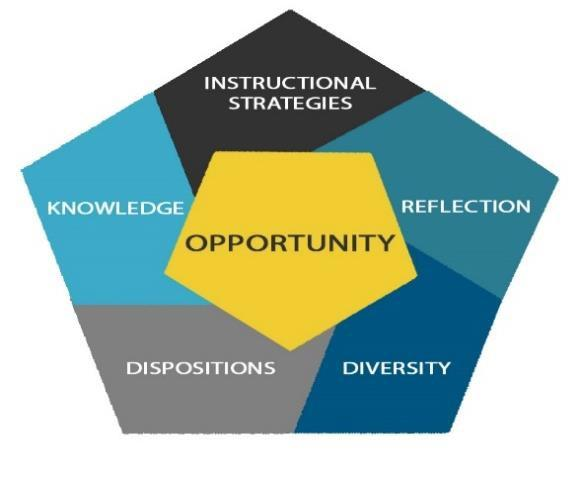 INSTRUCTIONAL
STRATEGIES
KNOWLEDGE
REFLECTION
OPPORTUNITY
DISPOSITIONS
DIVERSITY